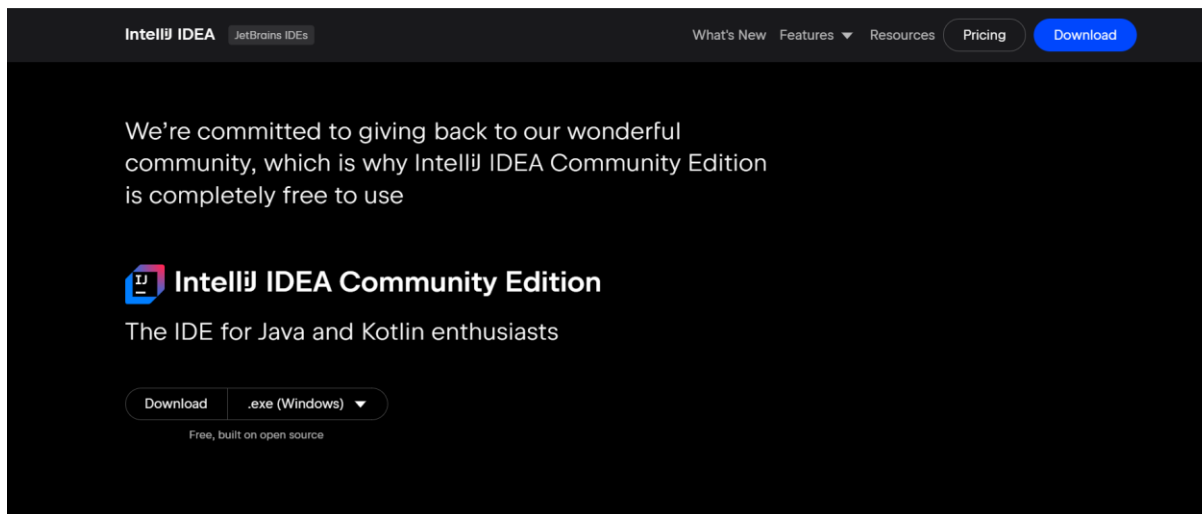 IntelliJ IDEA JetBrains IDEs What's New Features Resources Pricing Download
We're committed to giving back to our wonderful
community, which is why IntelliJ IDEA Community Edition
is completely free to use
IJ IntelliJ IDEA Community Edition
The IDE for Java and Kotlin enthusiasts
Download .exe (Windows)
Free, built on open source